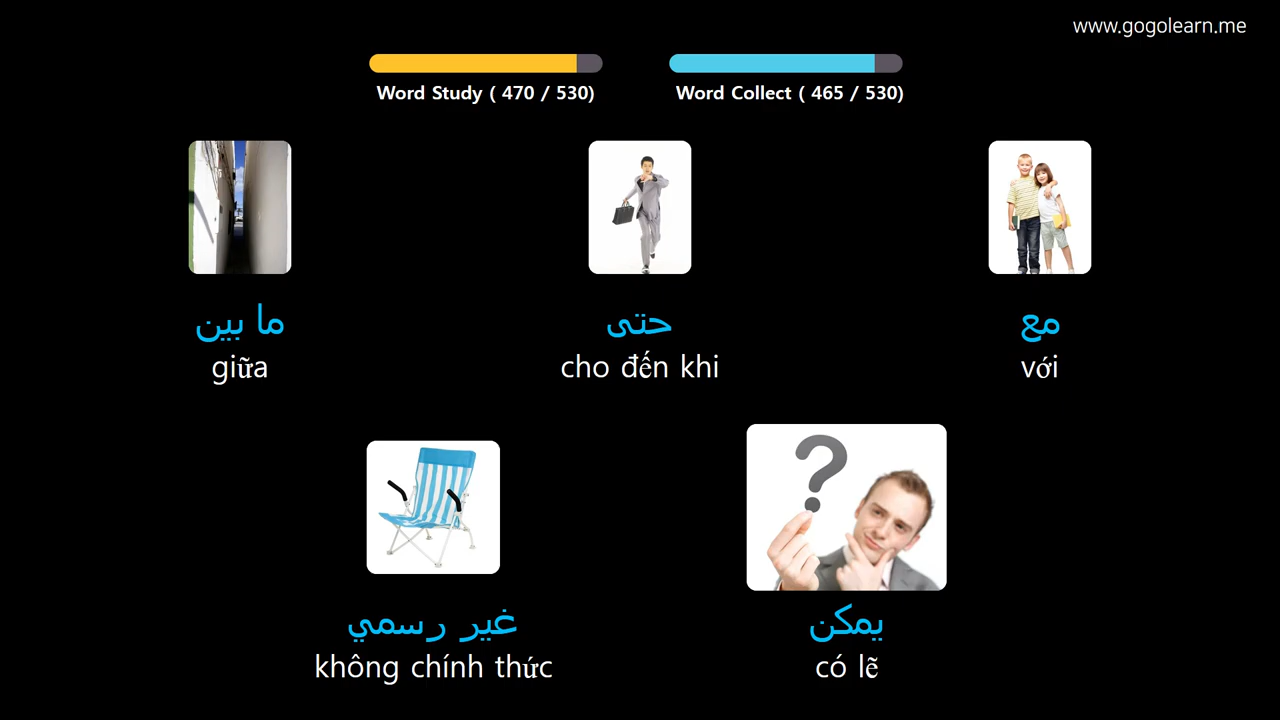 www.gogolearn.me
Word Study ( 470 / 530)
Word Collect ( 465 / 530)
ما بين
giữa
حتى
cho đến khi
مع
với
غير رسمي
không chính thức
يمكن
có lẽ